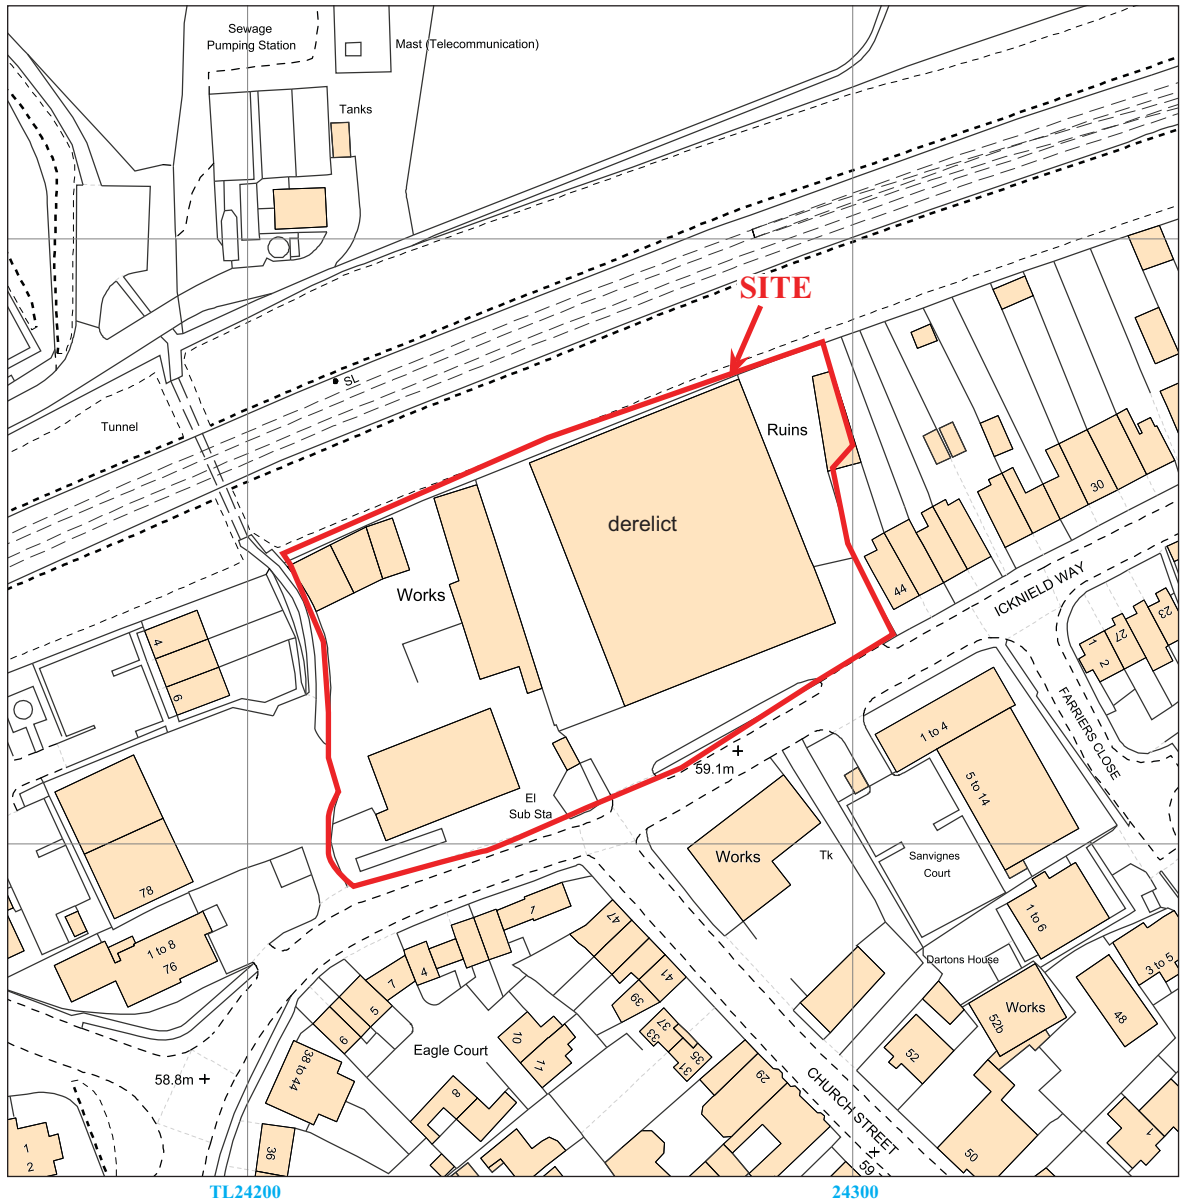 Sewage
Pumping Station
Mast (Telecommunication)
Tanks
SITE
SL
Tunnel
Ruins
derelict
30
Works
44
ICKNIELD WAY
4
6
1
2
27
23
FARRIERS CLOSE
1 to 4
5 to 14
59.1m
El
Sub Sta
Works
Tk
Sanvignes
Court
78
1 to 8
76
1
47
41
39
4
7
5
6
37
33
35
31
1 to 6
Dartons House
3 to 5
Works
52b
48
52
10
11
Eagle Court
38 to 44
58.8m
8
29
CHURCH STREET
59
50
1
36
1
2
TL24200
24300